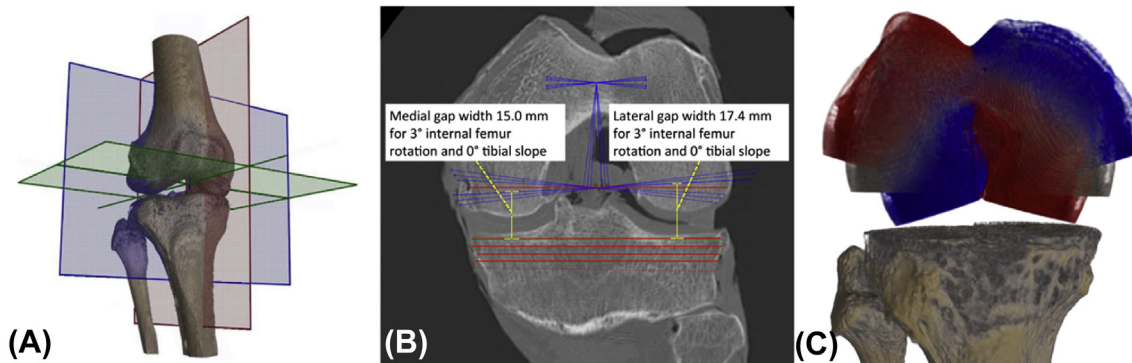 Medial gap width 15.0 mm
for 3° internal femur
rotation and 0° tibial slope
Lateral gap width 17.4 mm
for 3° internal femur
rotation and 0° tibial slope
(A)
(B)
(C)